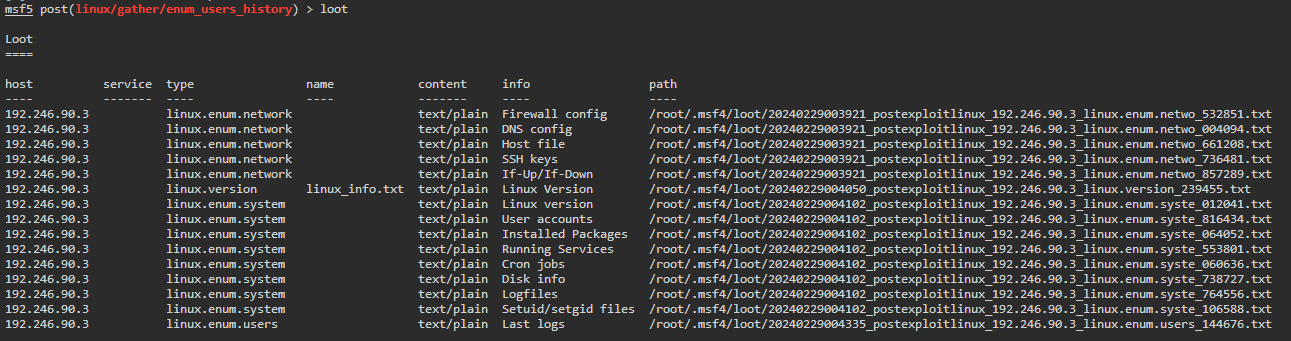 msf5 post(linux/gather/enum_users_history) > loot
Loot
====
host service type name content info path
---- ------- ---- ---- ------- ---- ----
192.246.90.3 linux.enum.network text/plain Firewall config /root/.msf4/loot/20240229003921_postexploitlinux_192.246.90.3_linux.enum.netwo_532851.txt
192.246.90.3 linux.enum.network text/plain DNS config /root/.msf4/loot/20240229003921_postexploitlinux_192.246.90.3_linux.enum.netwo_004094.txt
192.246.90.3 linux.enum.network text/plain Host file /root/.msf4/loot/20240229003921_postexploitlinux_192.246.90.3_linux.enum.netwo_661208.txt
192.246.90.3 linux.enum.network text/plain SSH keys /root/.msf4/loot/20240229003921_postexploitlinux_192.246.90.3_linux.enum.netwo_736481.txt
192.246.90.3 linux.enum.network text/plain If-Up/If-Down /root/.msf4/loot/20240229003921_postexploitlinux_192.246.90.3_linux.enum.netwo_857289.txt
192.246.90.3 linux.version linux_info.txt text/plain Linux Version /root/.msf4/loot/20240229004050_postexploitlinux_192.246.90.3_linux.version_239455.txt
192.246.90.3 linux.enum.system text/plain Linux version /root/.msf4/loot/20240229004102_postexploitlinux_192.246.90.3_linux.enum.syste_012041.txt
192.246.90.3 linux.enum.system text/plain User accounts /root/.msf4/loot/20240229004102_postexploitlinux_192.246.90.3_linux.enum.syste_816434.txt
192.246.90.3 linux.enum.system text/plain Installed Packages /root/.msf4/loot/20240229004102_postexploitlinux_192.246.90.3_linux.enum.syste_064052.txt
192.246.90.3 linux.enum.system text/plain Running Services /root/.msf4/loot/20240229004102_postexploitlinux_192.246.90.3_linux.enum.syste_553801.txt
192.246.90.3 linux.enum.system text/plain Cron jobs /root/.msf4/loot/20240229004102_postexploitlinux_192.246.90.3_linux.enum.syste_060636.txt
192.246.90.3 linux.enum.system text/plain Disk info /root/.msf4/loot/20240229004102_postexploitlinux_192.246.90.3_linux.enum.syste_738727.txt
192.246.90.3 linux.enum.system text/plain Logfiles /root/.msf4/loot/20240229004102_postexploitlinux_192.246.90.3_linux.enum.syste_764556.txt
192.246.90.3 linux.enum.system text/plain Setuid/setgid files /root/.msf4/loot/20240229004102_postexploitlinux_192.246.90.3_linux.enum.syste_106588.txt
192.246.90.3 linux.enum.users text/plain Last logs /root/.msf4/loot/20240229004335_postexploitlinux_192.246.90.3_linux.enum.users_144676.txt